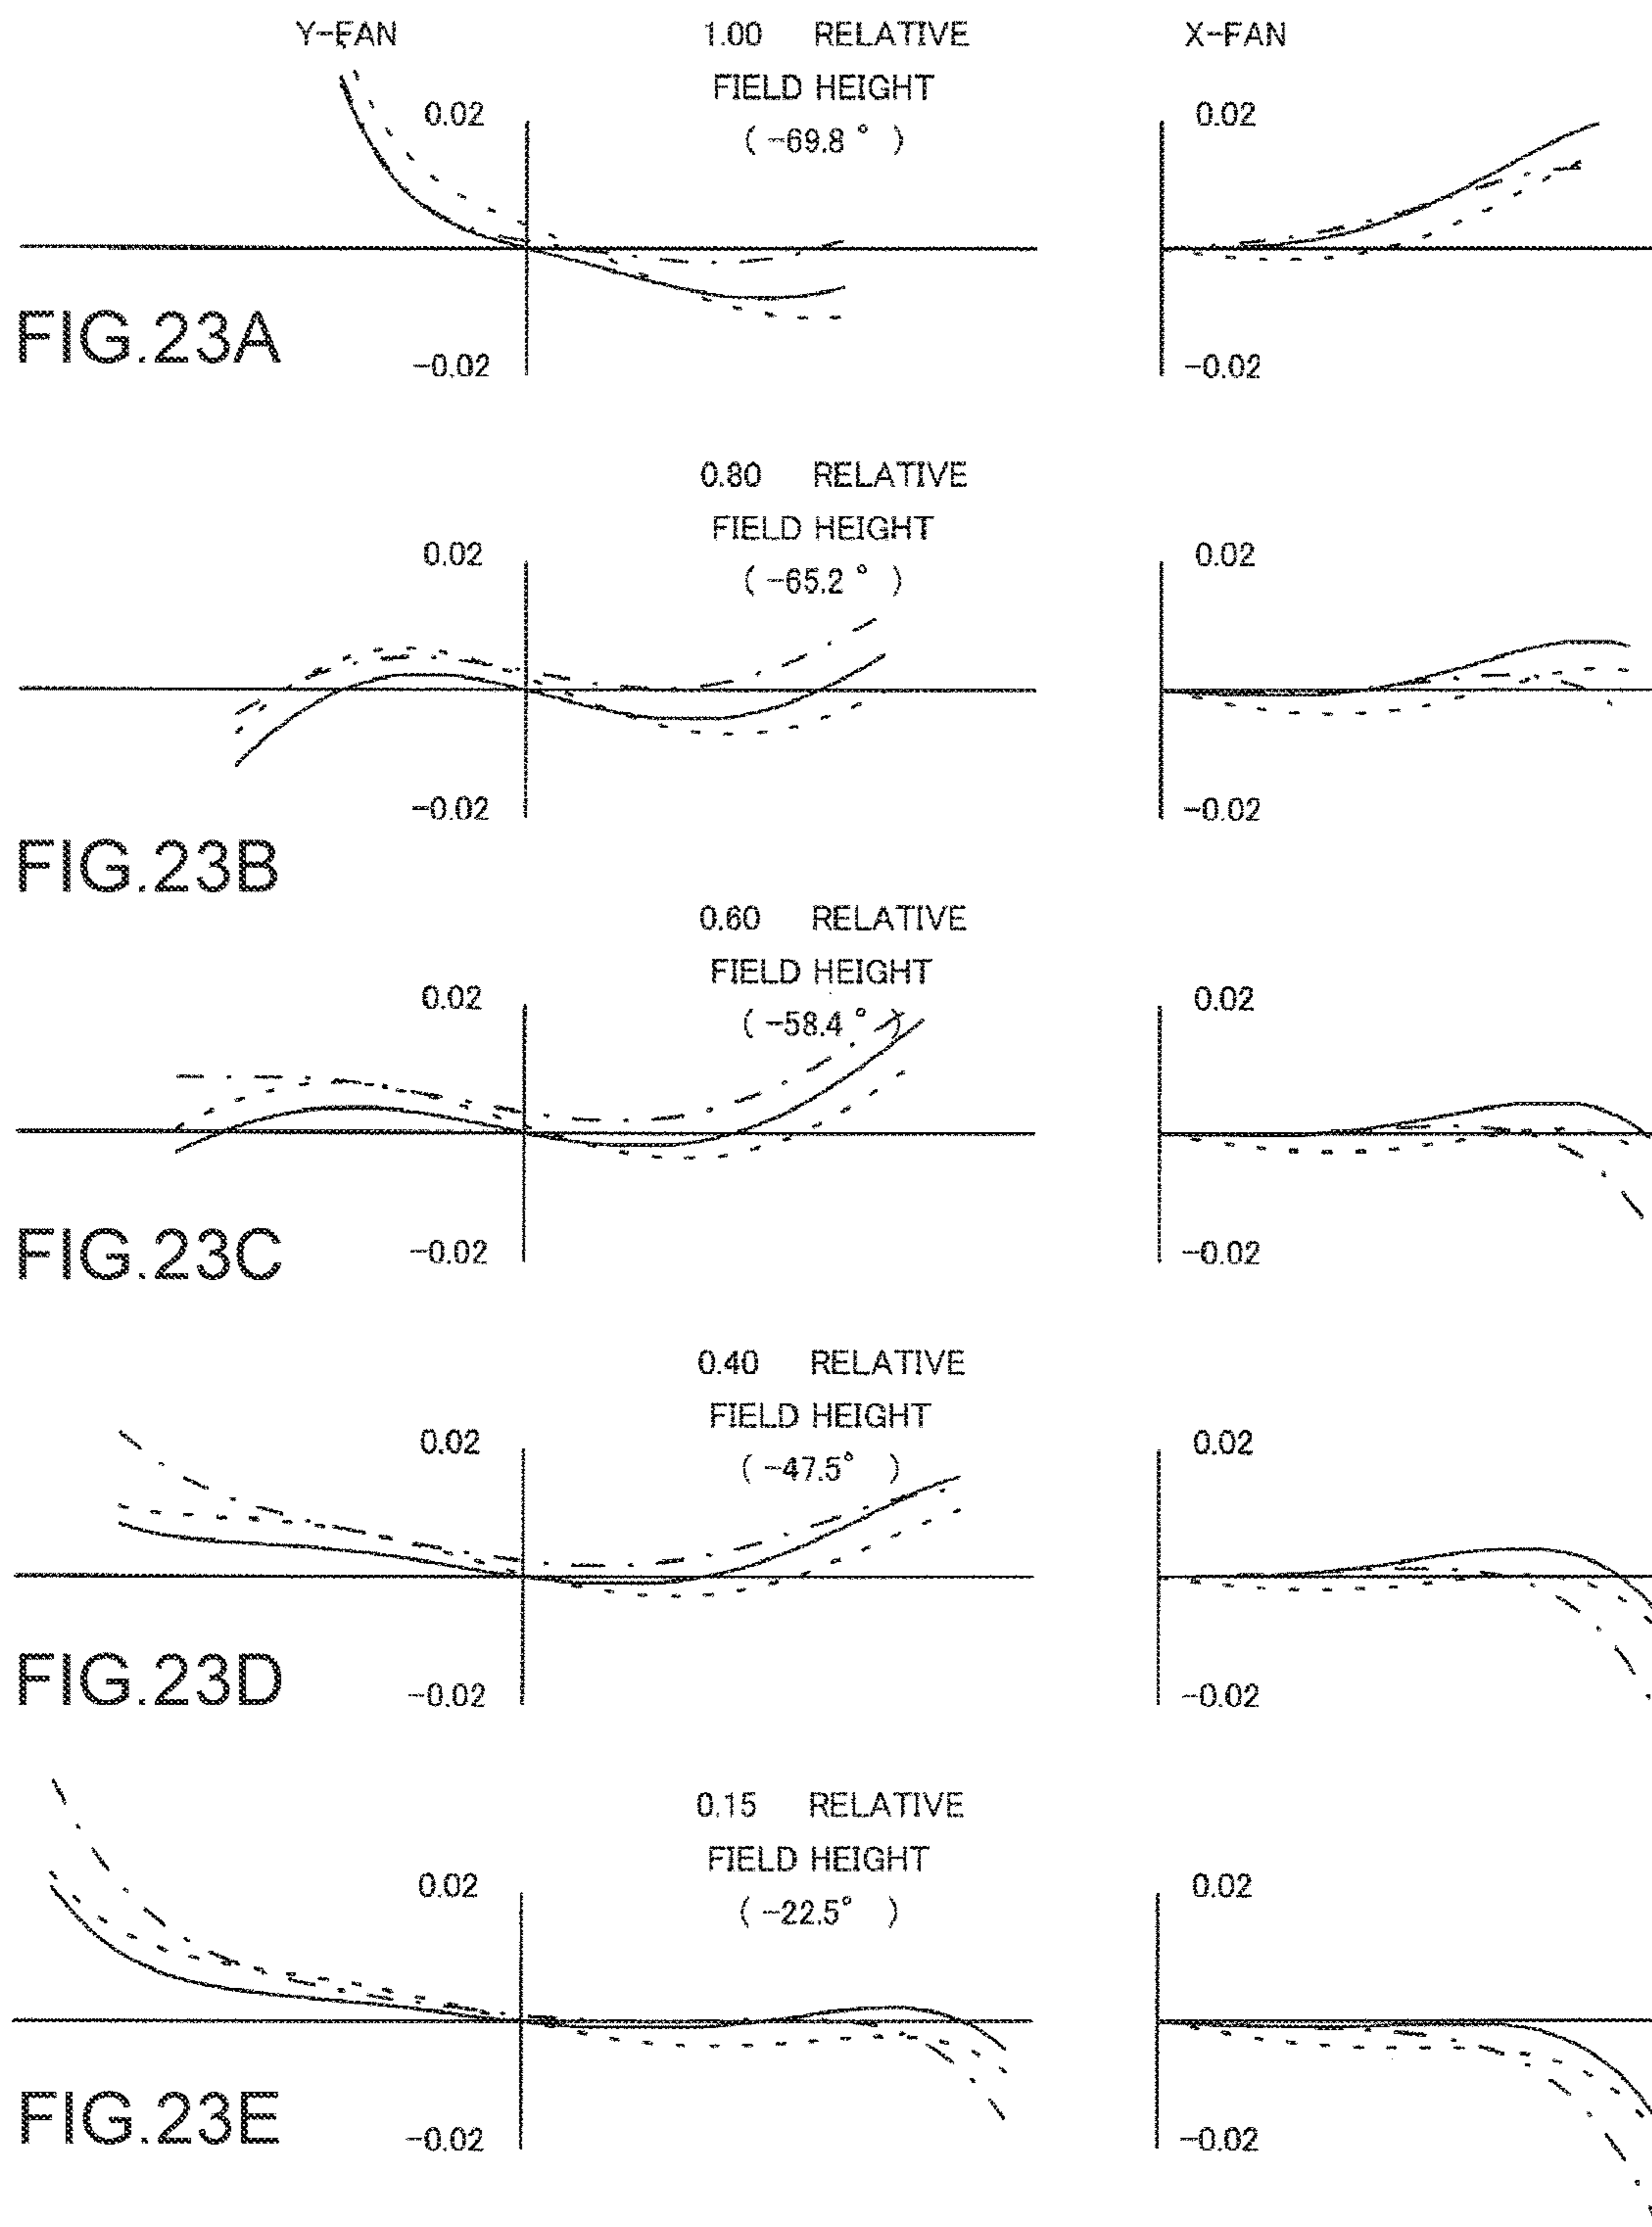 Y-FAN 1.00 RELATIVE X-FAN
FIELD HEIGHT
0.02 ( -69.8 ° ) 0.02
FIG.23A
-0.02 -0.02
0.80 RELATIVE
FIELD HEIGHT
0.02 ( -65.2 ° ) 0.02
-0.02 -0.02
FIG.23B
0.60 RELATIVE
FIELD HEIGHT
0.02 ( -58.4 ° ) 0.02
FIG.23C
-0.02 -0.02
0.40 RELATIVE
FIELD HEIGHT
0.02 ( -47.5° ) 0.02
FIG.23D
-0.02 -0.02
0.15 RELATIVE
FIELD HEIGHT
0.02 ( -22.5° ) 0.02
FIG.23E
-0.02 -0.02